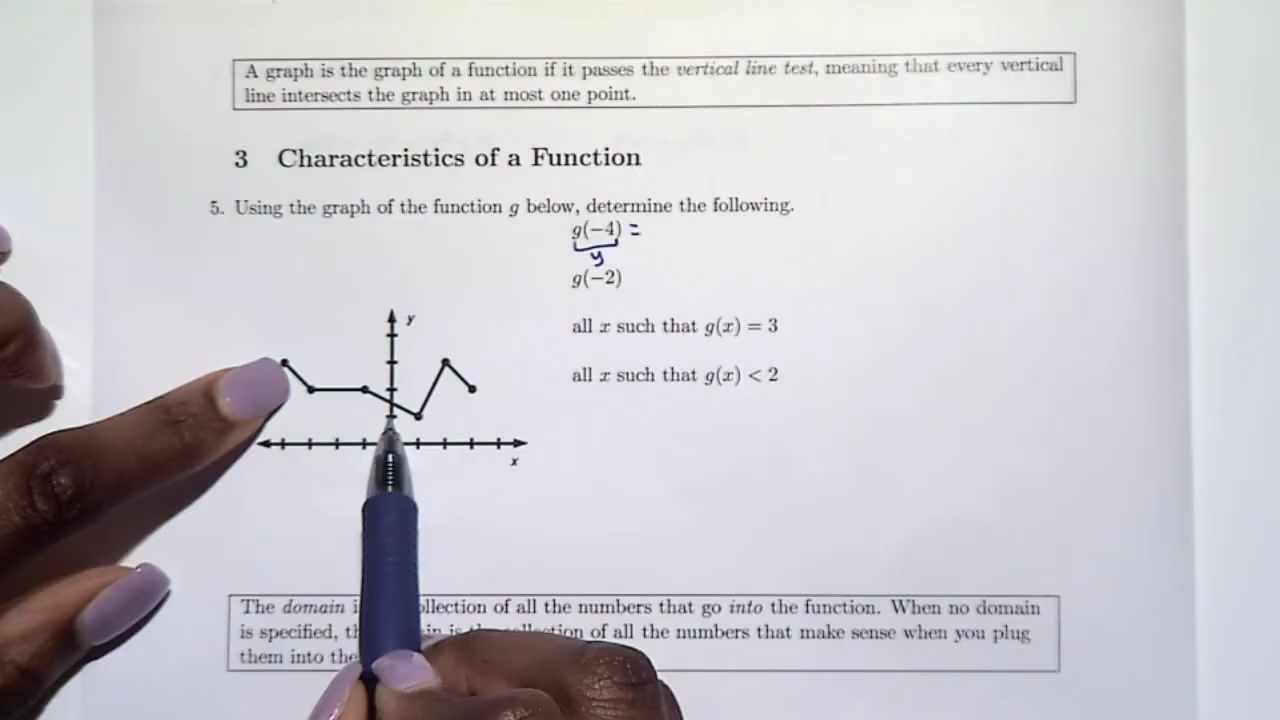 A graph is the graph of a function if it passes the vertical line test, meaning that every vertical
line intersects the graph in at most one point.
3 Characteristics of a Function
5. Using the graph of the function g below, determine the following.
g(−4) =
y
g(−2)
y
all x such that g(x) = 3
all x such that g(x) < 2
x
The domain collection of all the numbers that go into the function. When no domain
is specified, collection of all the numbers that make sense when you plug
them into the